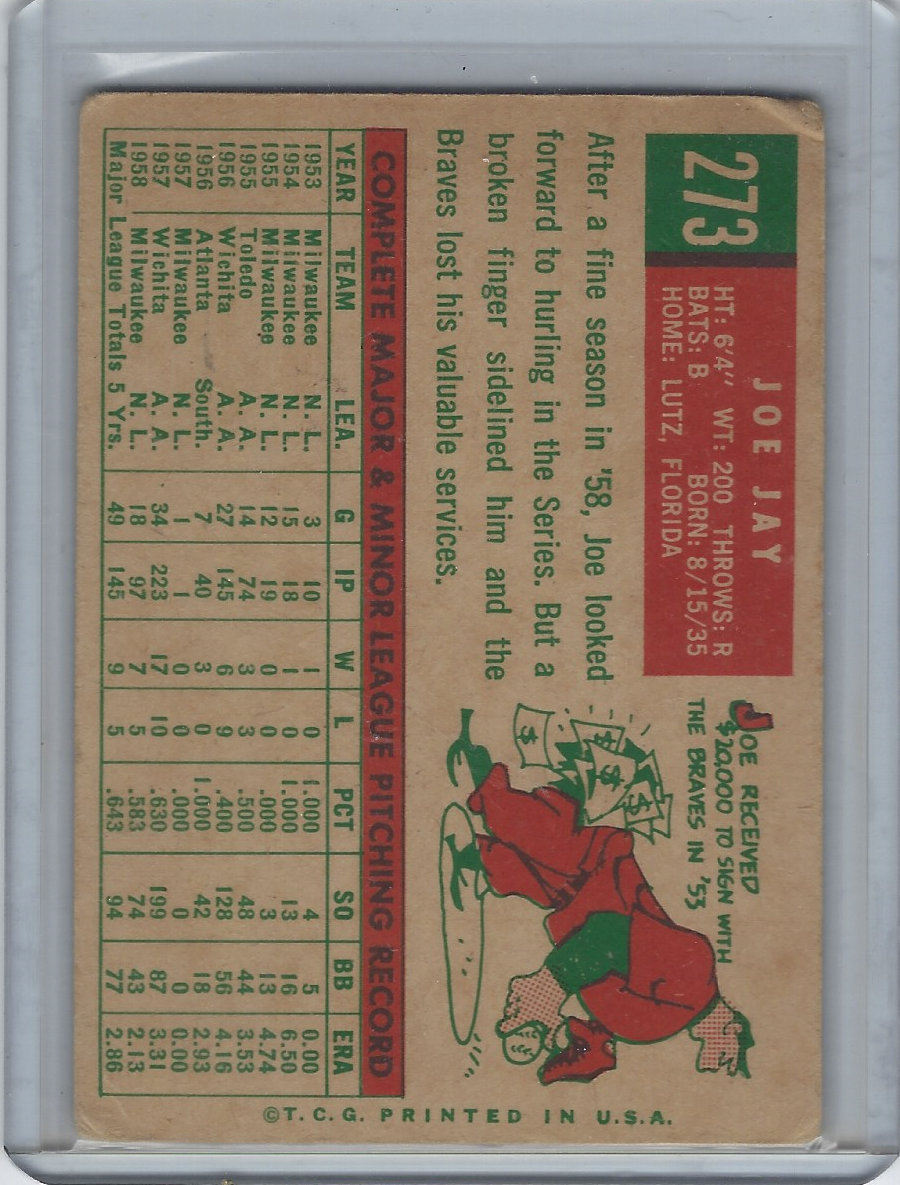 273
JOE JAY
HT: 6'4" WT: 200 THROWS: R
BATS: B BORN: 8/15/35
HOME: LUTZ, FLORIDA
JOE RECEIVED
$20,000 TO SIGN WITH
THE BRAVES IN '53
After a fine season in '58, Joe looked
forward to hurling in the Series. But a
broken finger sidelined him and the
Braves lost his valuable services.
$ $ $ $
COMPLETE MAJOR & MINOR LEAGUE PITCHING RECORD
YEAR TEAM LEA. G IP W L PCT SO BB ERA
1953 Milwaukee N. L. 3 10 1 0 1.000 4 5 0.00
1954 Milwaukee N. L. 15 18 1 0 1.000 13 16 6.50
1955 Milwaukee N. L. 12 19 0 0 .000 3 13 4.74
1955 Toledo A. A. 14 74 3 3 .500 48 44 3.53
1956 Wichita A. A. 27 145 6 9 .400 128 56 4.16
1956 Atlanta South. 7 40 3 0 1.000 42 18 2.93
1957 Milwaukee N. L. 1 1 0 0 .000 0 0 0.00
1957 Wichita A. A. 34 223 17 10 .630 199 87 3.31
1958 Milwaukee N. L. 18 97 7 5 .583 74 43 2.13
Major League Totals 5 Yrs. 49 145 9 5 .643 94 77 2.86
©T.C.G. PRINTED IN U.S.A.